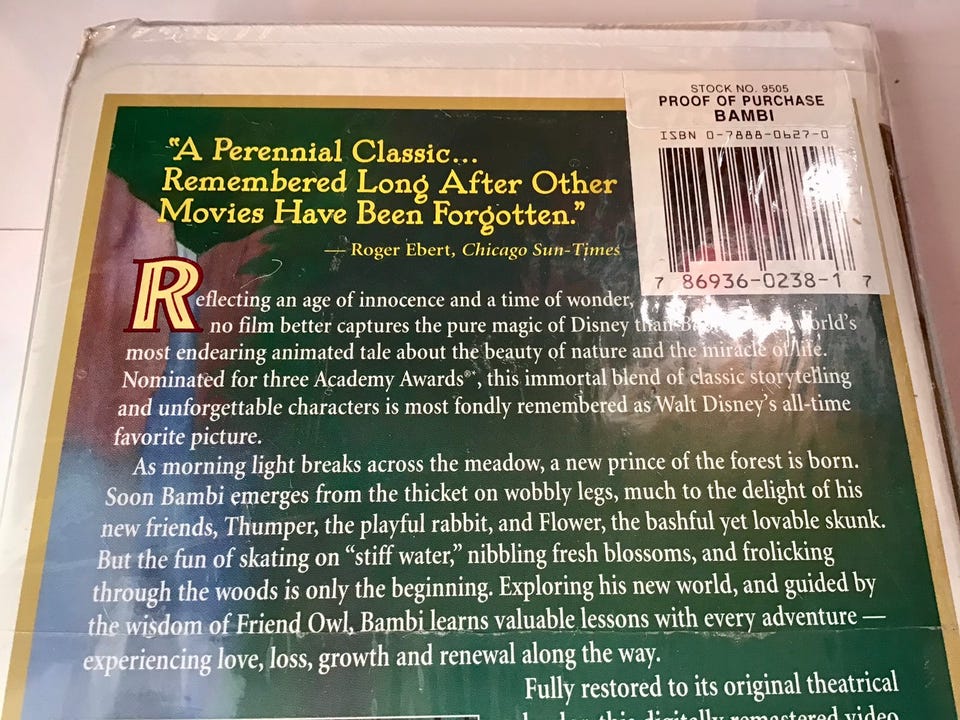 STOCK NO. 9505
PROOF OF PURCHASE
BAMBI
ISBN 0-7888-0627-0
7 86936-0238-1 7
"A Perennial Classic...
Remembered Long After Other
Movies Have Been Forgotten."
— Roger Ebert, Chicago Sun-Times
Reflecting an age of innocence and a time of wonder,
no film better captures the pure magic of Disney than world's
most endearing animated tale about the beauty of nature and the miracle of life.
Nominated for three Academy Awards®*, this immortal blend of classic storytelling
and unforgettable characters is most fondly remembered as Walt Disney's all-time
favorite picture.
As morning light breaks across the meadow, a new prince of the forest is born.
Soon Bambi emerges from the thicket on wobbly legs, much to the delight of his
new friends, Thumper, the playful rabbit, and Flower, the bashful yet lovable skunk.
But the fun of skating on "stiff water," nibbling fresh blossoms, and frolicking
through the woods is only the beginning. Exploring his new world, and guided by
the wisdom of Friend Owl, Bambi learns valuable lessons with every adventure —
experiencing love, loss, growth and renewal along the way.
Fully restored to its original theatrical
this digitally remastered video